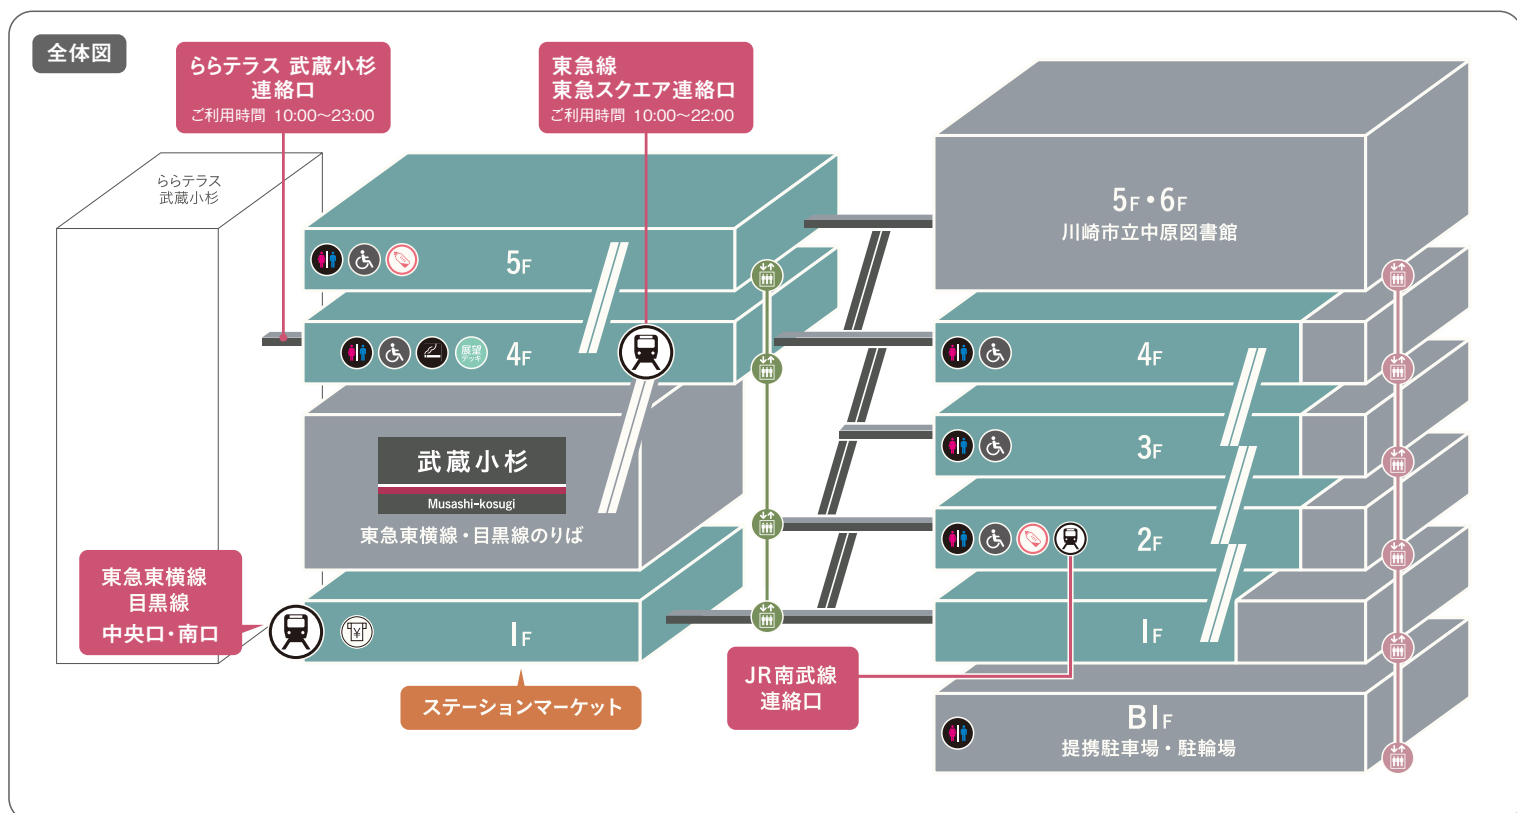 全体図
ららテラス 武蔵小杉
連絡口
ご利用時間 10:00〜23:00
東急線
東急スクエア連絡口
ご利用時間 10:00〜22:00
ららテラス
武蔵小杉
5F
4F
展望
デッキ
武蔵小杉
Musashi-kosugi
東急東横線・目黒線のりば
東急東横線
目黒線
中央口・南口
¥
1F
ステーションマーケット
5F・6F
川崎市立中原図書館
4F
3F
2F
1F
JR南武線
連絡口
B1F
提携駐車場・駐輪場